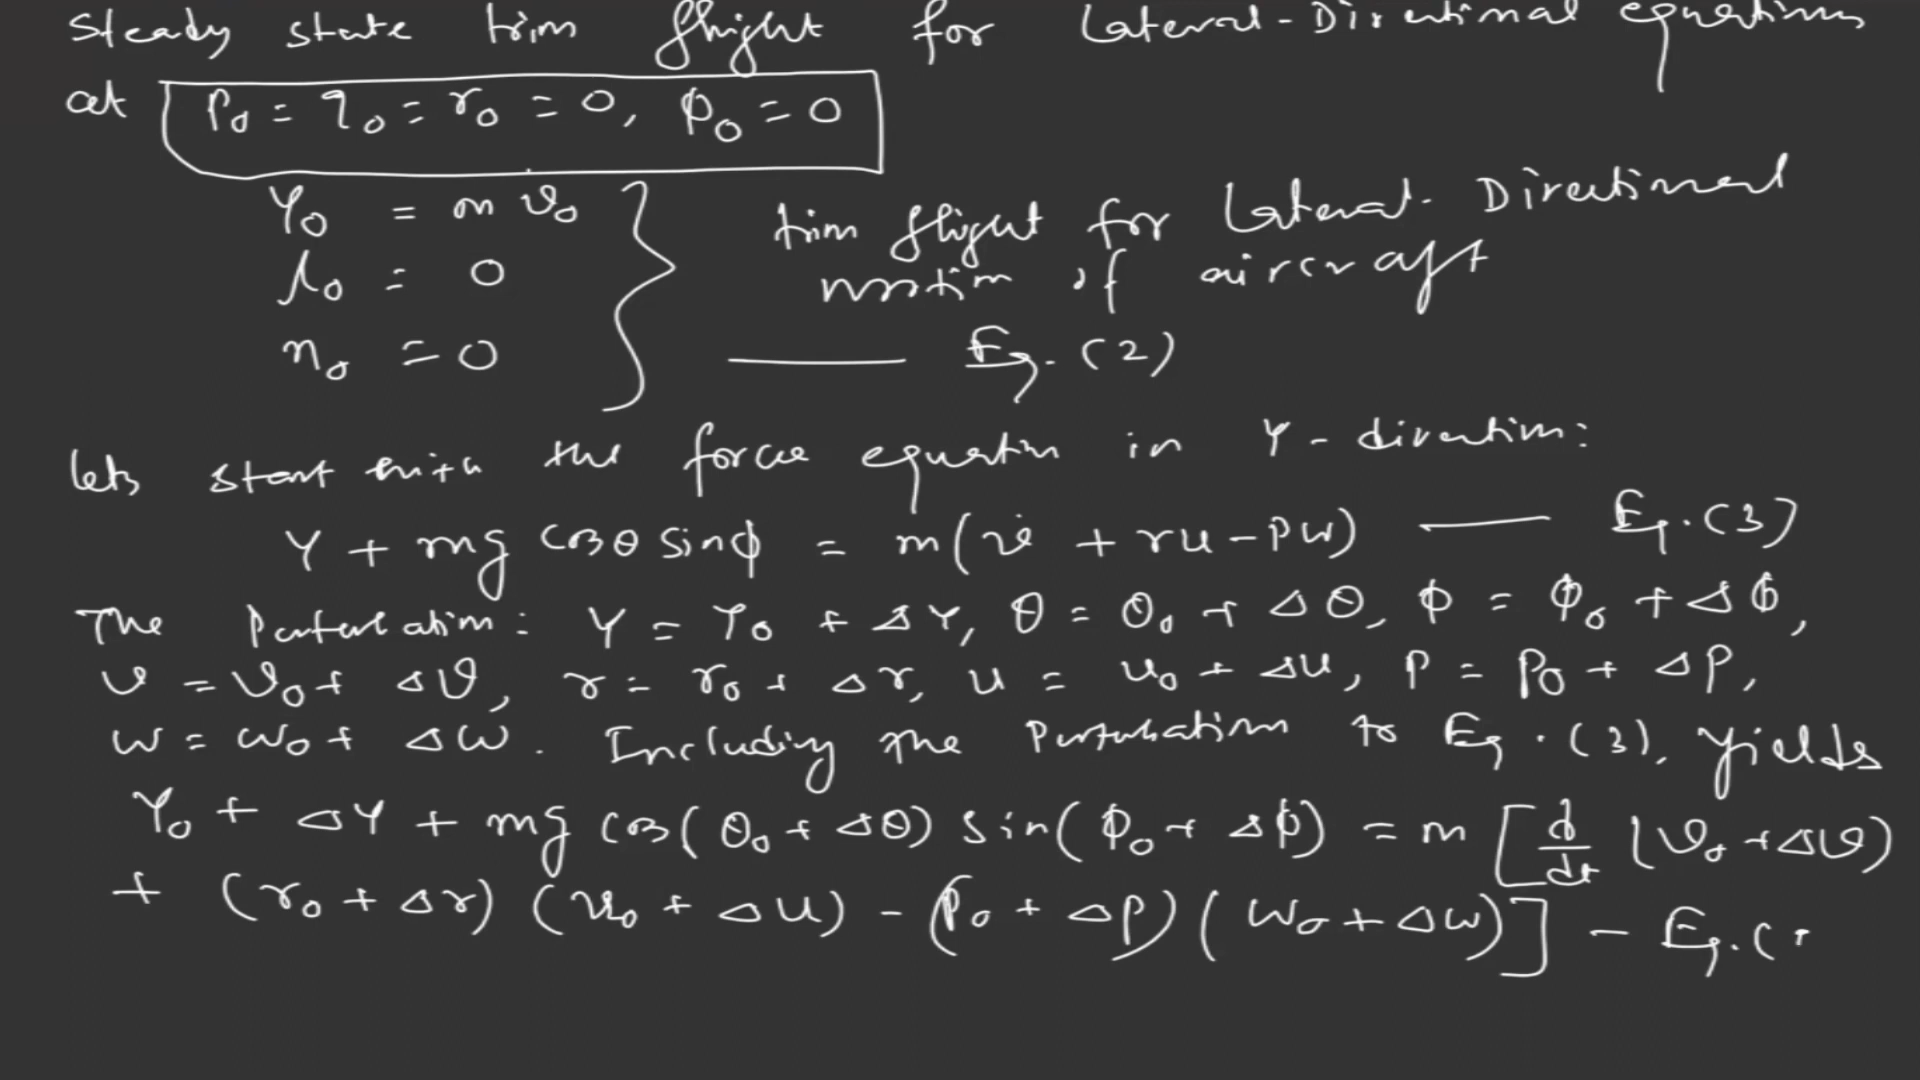 Steady state trim flight for Lateral-Directional equations
at P₀ = q₀ = r₀ = 0, ϕ₀ = 0
Y₀ = m v₀
l₀ = 0
n₀ = 0
trim flight for Lateral-Directional
motion of aircraft
—— Eq.(2)
lets start with the force equation in Y-direction:
Y + mg cosθ sinϕ = m(v̇ + ru - pw) —— Eq.(3)
The Perturbation: Y = Y₀ + ΔY, θ = θ₀ + Δθ, ϕ = ϕ₀ + Δϕ,
v = v₀ + Δv, r = r₀ + Δr, u = u₀ + Δu, P = P₀ + ΔP,
w = w₀ + Δw. Including the Perturbation to Eq.(3), yields
Y₀ + ΔY + mg cos(θ₀ + Δθ) sin(ϕ₀ + Δϕ) = m [d/dt (v₀ + Δv)
+ (r₀ + Δr) (u₀ + Δu) - (P₀ + ΔP) (w₀ + Δw)] - Eq.(